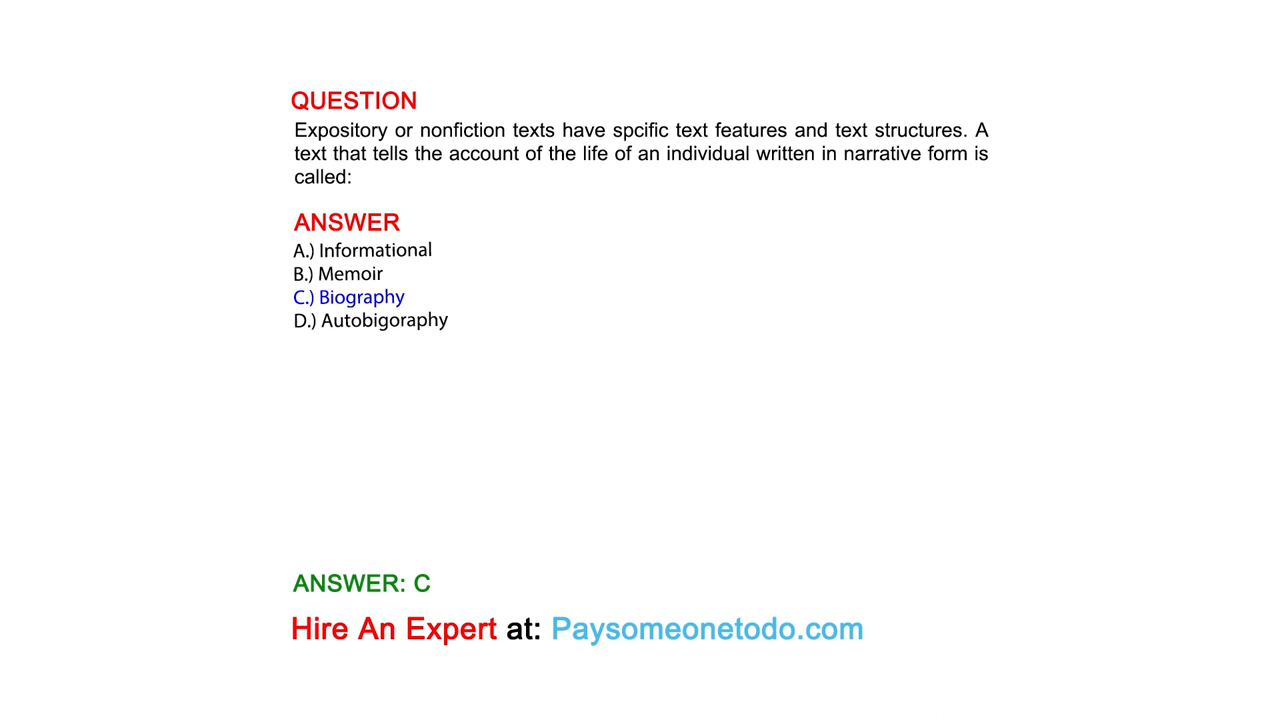 QUESTION
Expository or nonfiction texts have spcific text features and text structures. A
text that tells the account of the life of an individual written in narrative form is
called:
ANSWER
A.) Informational
B.) Memoir
C.) Biography
D.) Autobigoraphy
ANSWER: C
Hire An Expert at: Paysomeonetodo.com